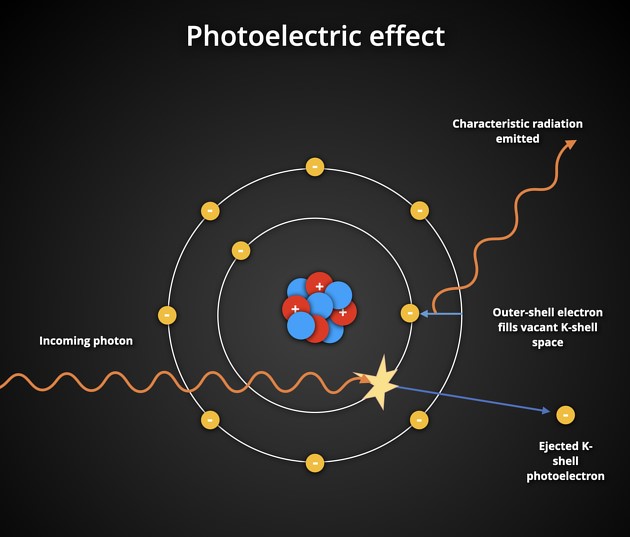 Photoelectric effect
Characteristic radiation
emitted
Outer-shell electron
fills vacant K-shell
space
Incoming photon
Ejected K-
shell
photoelectron
-
-
-
-
-
-
-
-
-
-
+
+
+